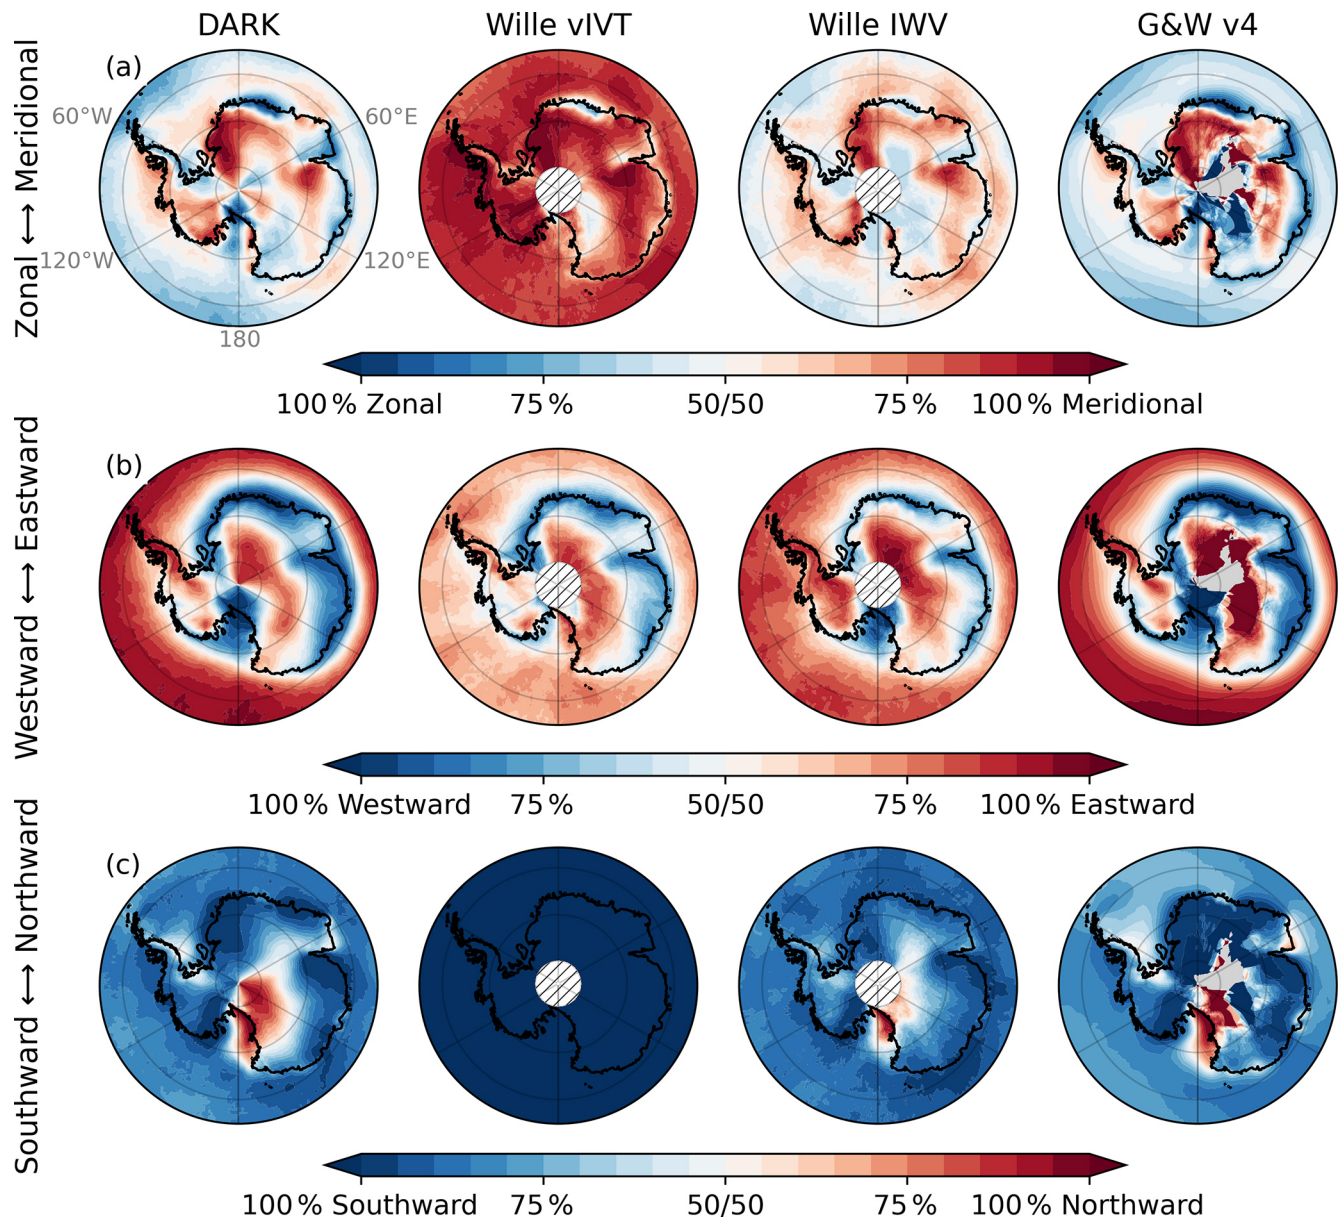 DARK Wille vIVT Wille IWV G&W v4
(a)
Zonal ⟷ Meridional
60°W 60°E
120°W 120°E
180
100 % Zonal 75 % 50/50 75 % 100 % Meridional
(b)
Westward ⟷ Eastward
100 % Westward 75 % 50/50 75 % 100 % Eastward
(c)
Southward ⟷ Northward
100 % Southward 75 % 50/50 75 % 100 % Northward